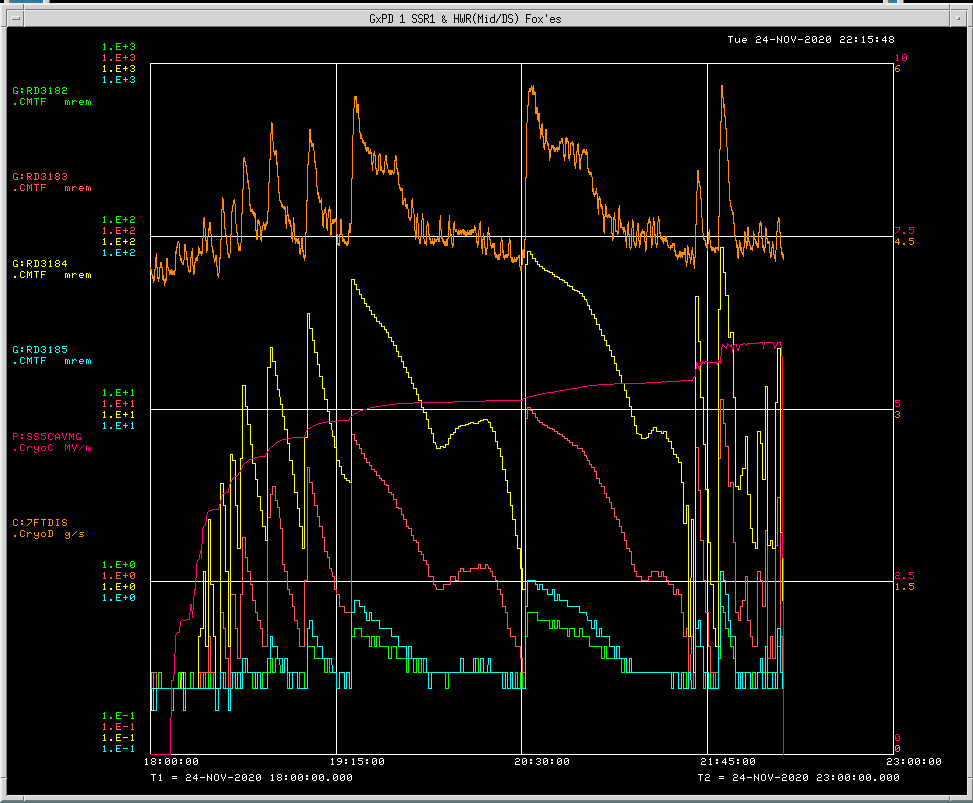 GxPD 1 SSR1 & HWR(Mid/DS) Fox'es
Tue 24-NOV-2020 22:15:48
1.E+3
1.E+3
1.E+3
1.E+3
10
6
G:RD3182
.CMTF mrem
G:RD3183
.CMTF mrem
1.E+2
1.E+2
1.E+2
1.E+2
7.5
4.5
G:RD3184
.CMTF mrem
G:RD3185
.CMTF mrem
1.E+1
1.E+1
1.E+1
1.E+1
5
3
P:SS5CAVMG
.CryoC MV/m
C:7FTDIS
.CryoD g/s
1.E+0
1.E+0
1.E+0
1.E+0
2.5
1.5
1.E-1
1.E-1
1.E-1
1.E-1
0
0
18:00:00 19:15:00 20:30:00 21:45:00 23:00:00
T1 = 24-NOV-2020 18:00:00.000 T2 = 24-NOV-2020 23:00:00.000